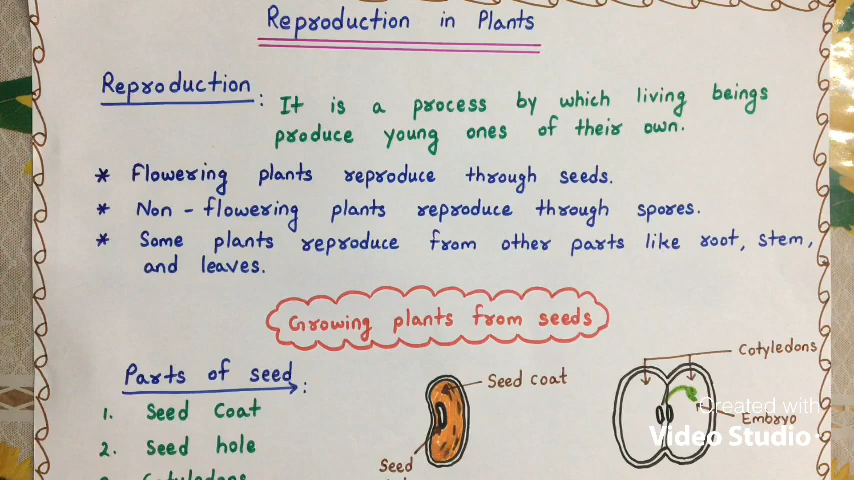 Reproduction in Plants
Reproduction :
It is a process by which living beings
produce young ones of their own.
* Flowering plants reproduce through seeds.
* Non - flowering plants reproduce through spores.
* Some plants reproduce from other parts like root, stem,
and leaves.
Growing plants from seeds
Parts of seed :
1. Seed Coat
2. Seed hole
Cotyledons
Seed coat
Seed
Cotyledons
Embryo
Created with
Video Studio